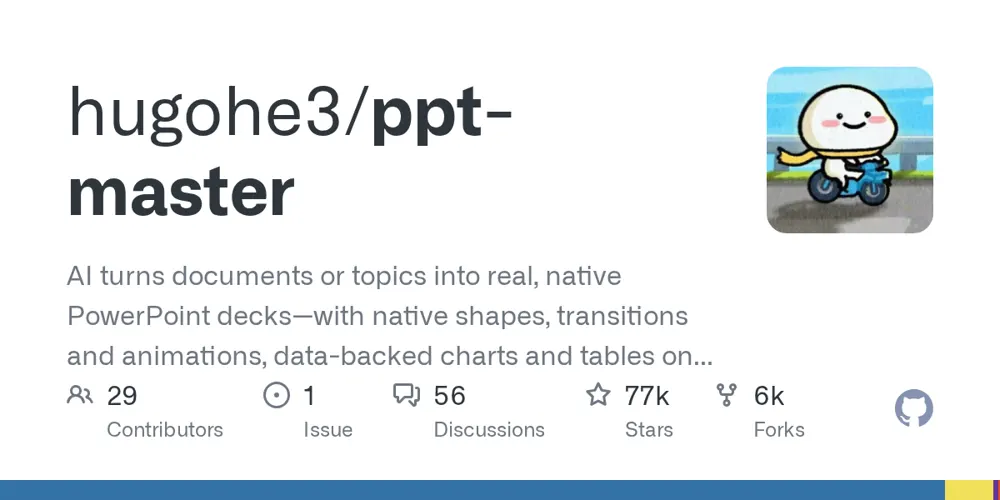 hugohe3/ppt-
master
AI turns documents or topics into real, native
PowerPoint decks—with native shapes, transitions
and animations, data-backed charts and tables on...
29 1 56 77k 6k
Contributors Issue Discussions Stars Forks